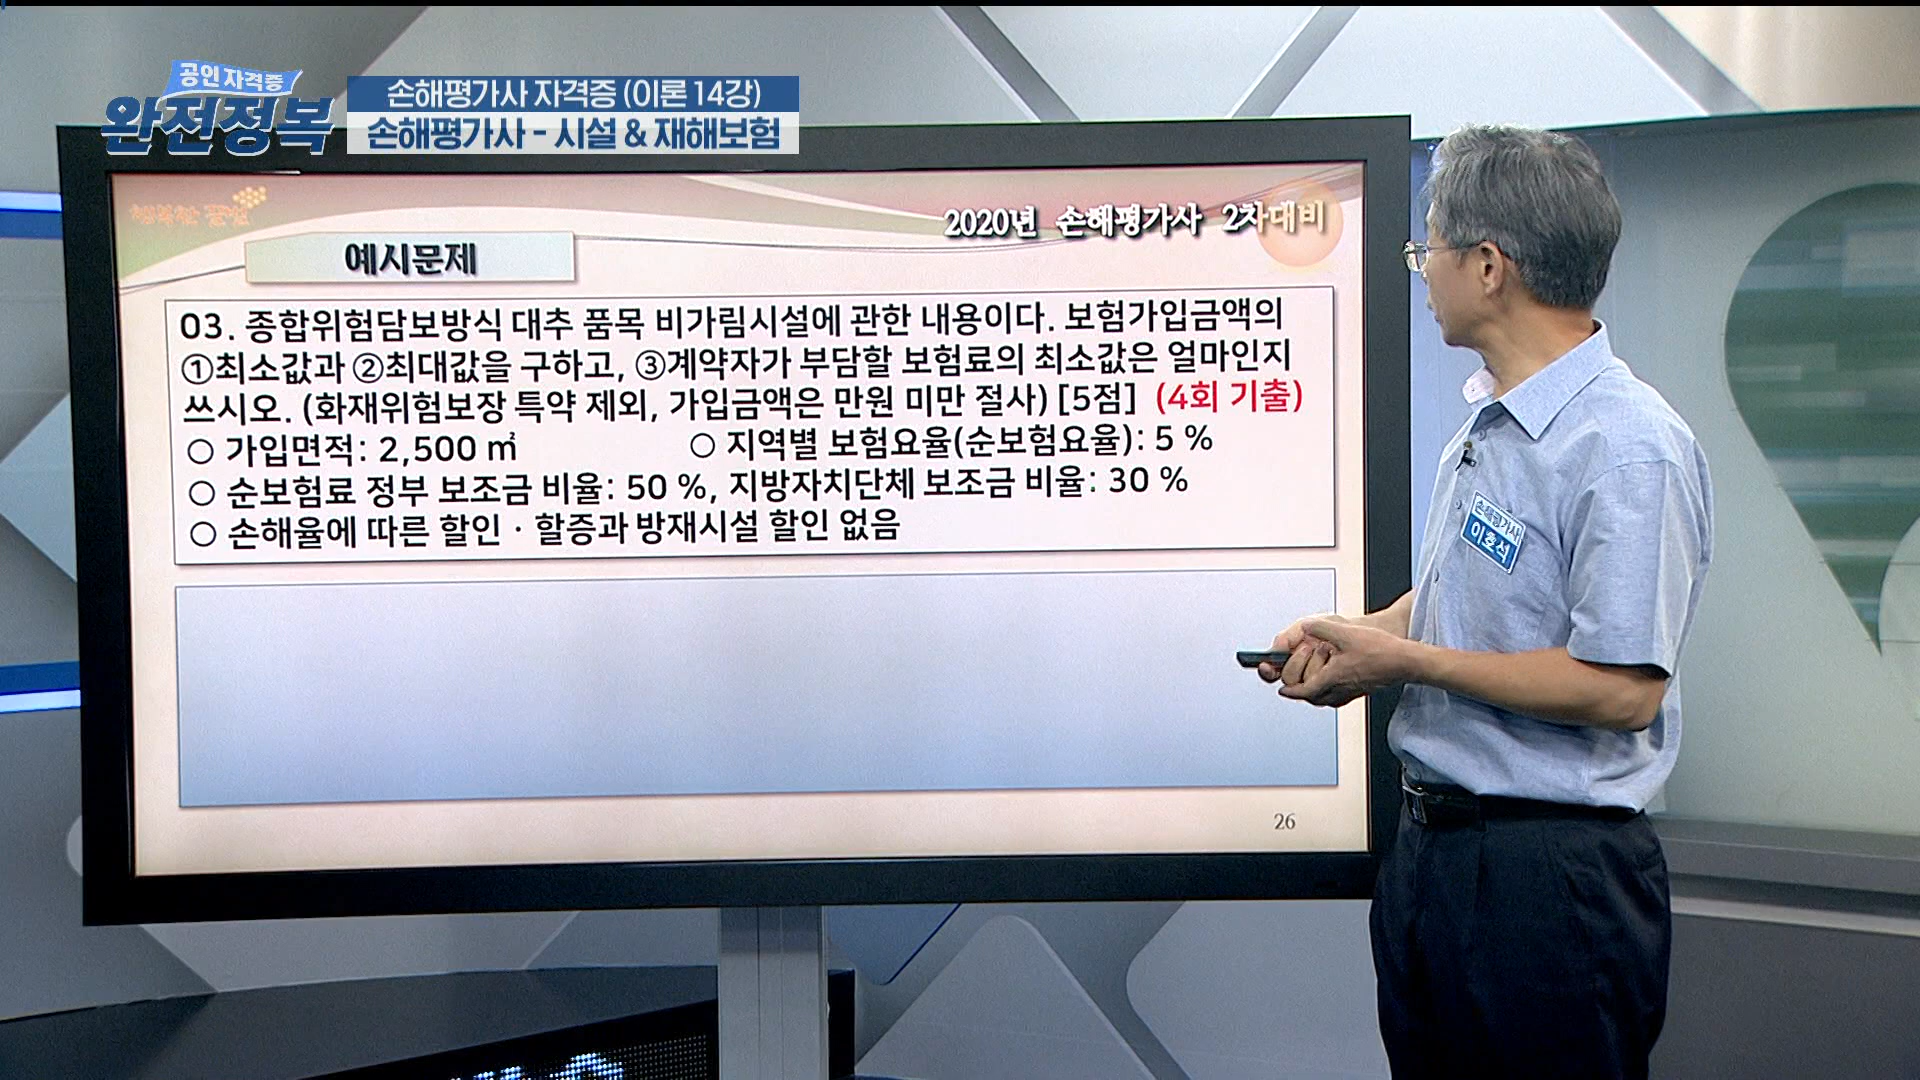 공인 자격증
완전정복
손해평가사 자격증 (이론 14강)
손해평가사 - 시설 & 재해보험
2020년 손해평가사 2차대비
예시문제
03. 종합위험담보방식 대추 품목 비가림시설에 관한 내용이다. 보험가입금액의
①최소값과 ②최대값을 구하고, ③계약자가 부담할 보험료의 최소값은 얼마인지
쓰시오. (화재위험보장 특약 제외, 가입금액은 만원 미만 절사) [5점] (4회 기출)
○ 가입면적: 2,500 ㎡ ○ 지역별 보험요율(순보험요율): 5 %
○ 순보험료 정부 보조금 비율: 50 %, 지방자치단체 보조금 비율: 30 %
○ 손해율에 따른 할인 · 할증과 방재시설 할인 없음
26
손해평가사
이호석